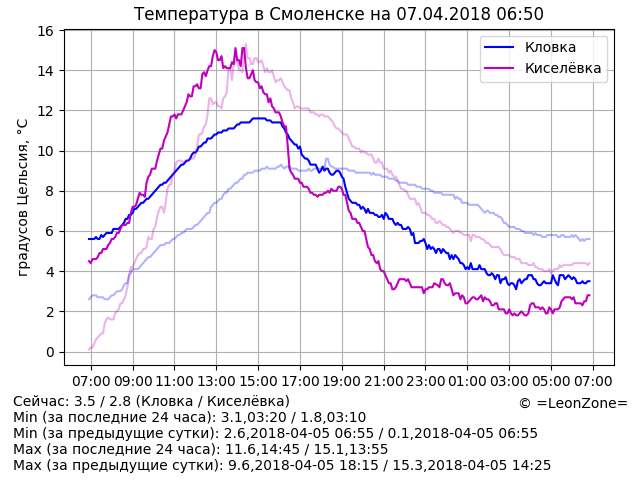 Температура в Смоленске на 07.04.2018 06:50
градусов Цельсия, °C
16
14
12
10
8
6
4
2
0
Кловка
Киселёвка
07:00 09:00 11:00 13:00 15:00 17:00 19:00 21:00 23:00 01:00 03:00 05:00 07:00
Сейчас: 3.5 / 2.8 (Кловка / Киселёвка)
© =LeonZone=
Min (за последние 24 часа): 3.1,03:20 / 1.8,03:10
Min (за предыдущие сутки): 2.6,2018-04-05 06:55 / 0.1,2018-04-05 06:55
Max (за последние 24 часа): 11.6,14:45 / 15.1,13:55
Max (за предыдущие сутки): 9.6,2018-04-05 18:15 / 15.3,2018-04-05 14:25